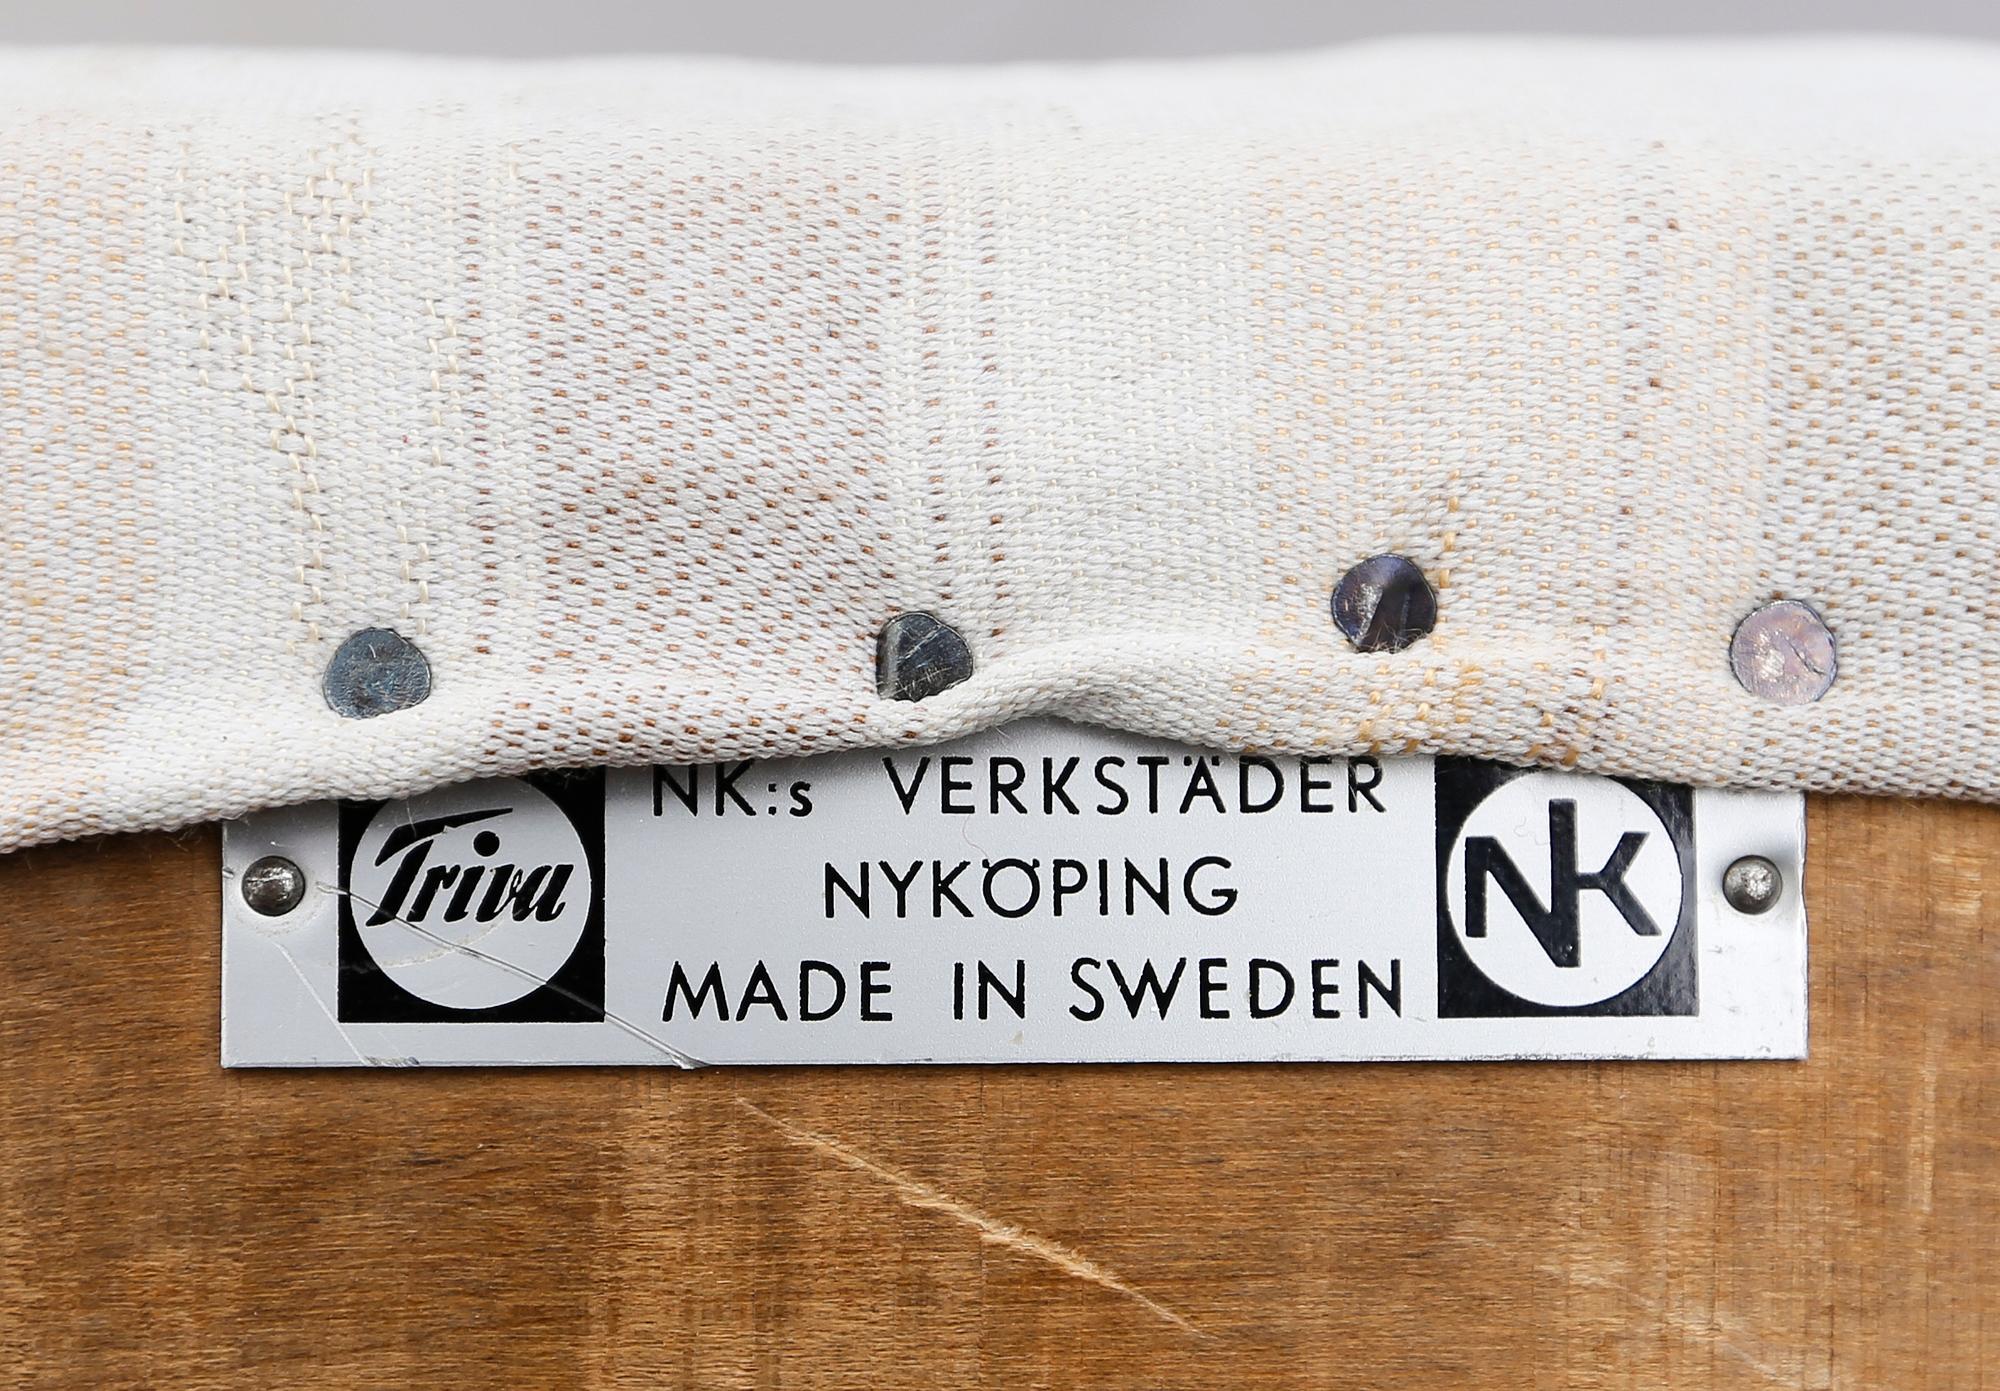 Triva
NK:s VERKSTÄDER
NYKÖPING
MADE IN SWEDEN
NK